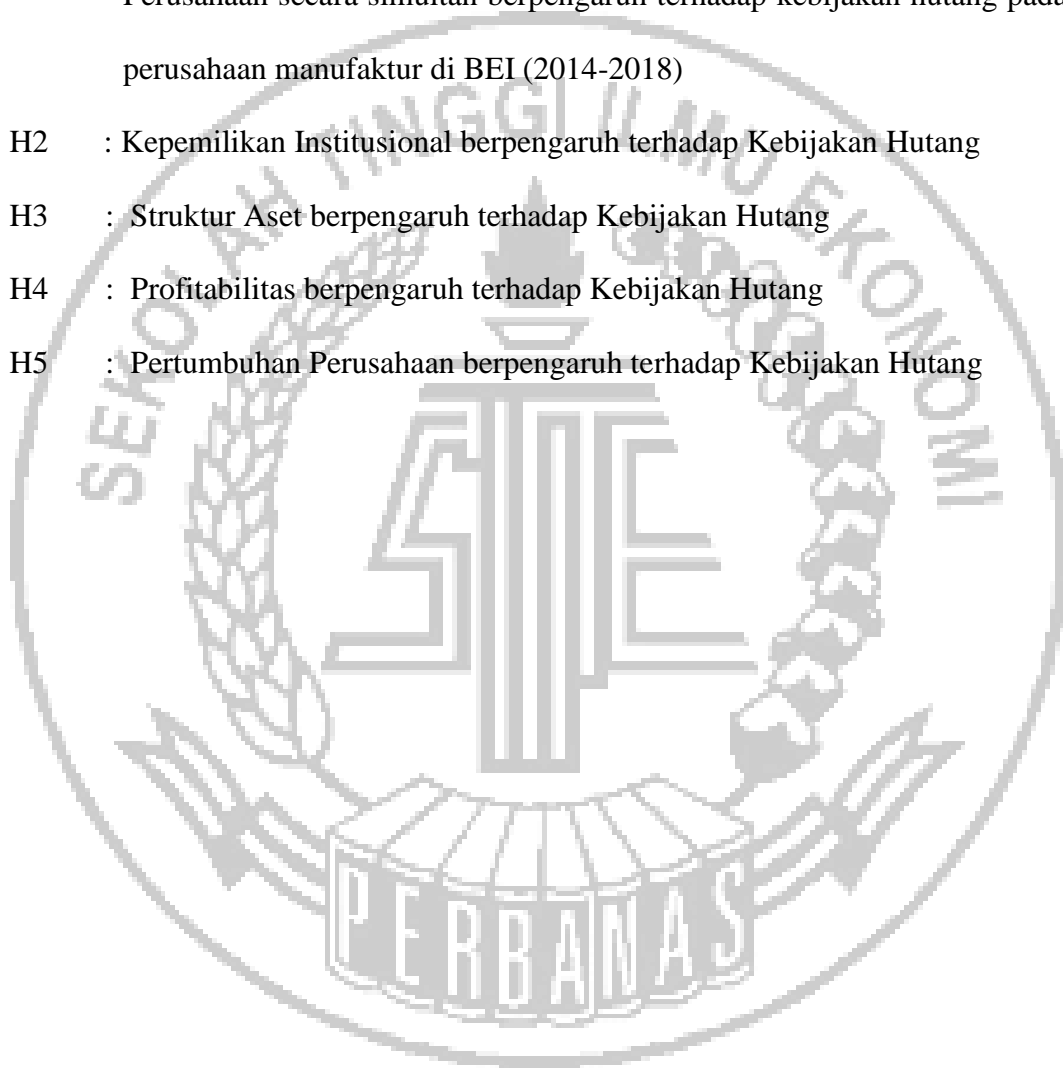 Perusahaan secara simultan berpengaruh terhadap kebijakan hutang pada
perusahaan manufaktur di BEI (2014-2018)
H2 : Kepemilikan Institusional berpengaruh terhadap Kebijakan Hutang
H3 : Struktur Aset berpengaruh terhadap Kebijakan Hutang
H4 : Profitabilitas berpengaruh terhadap Kebijakan Hutang
H5 : Pertumbuhan Perusahaan berpengaruh terhadap Kebijakan Hutang
SEKOLAH TINGGI ILMU EKONOMI
STIE
PERBANAS